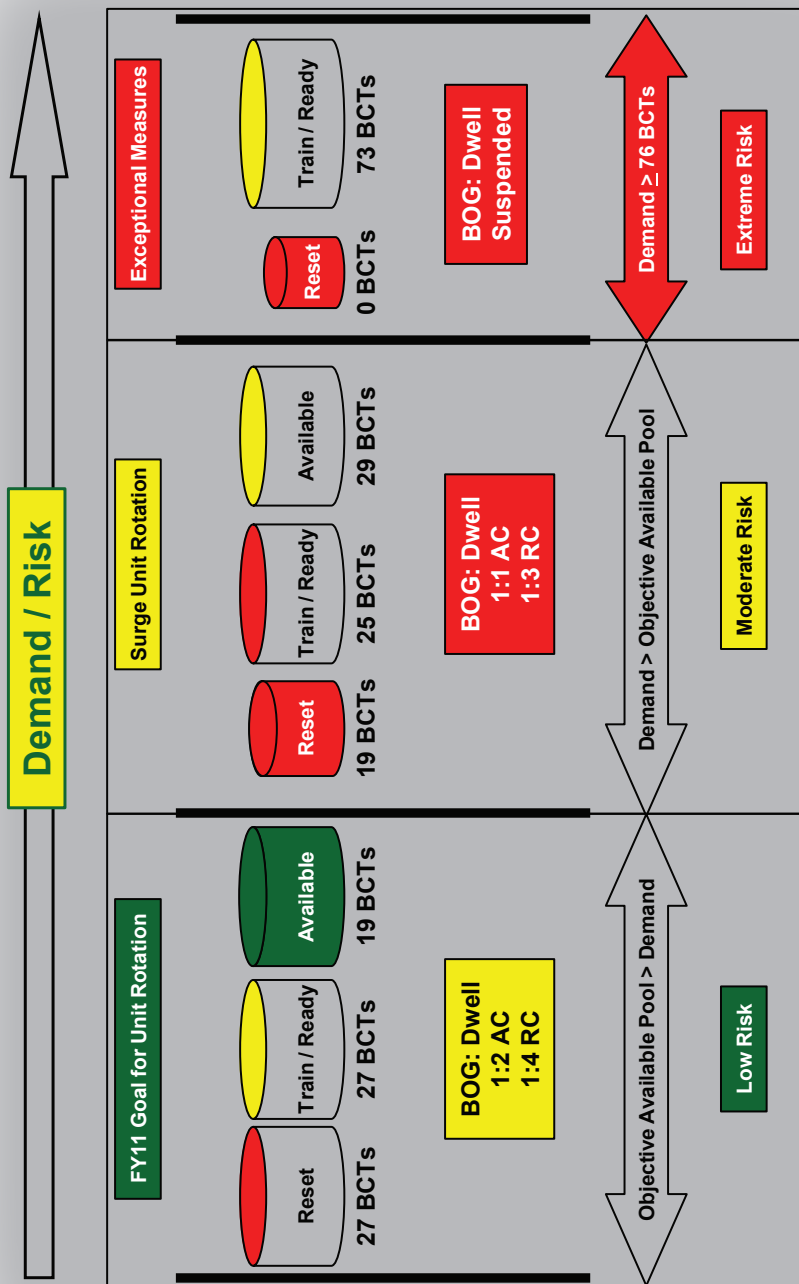 Demand / Risk
FY11 Goal for Unit Rotation
Reset
27 BCTs
Train / Ready
27 BCTs
Available
19 BCTs
BOG: Dwell
1:2 AC
1:4 RC
Objective Available Pool > Demand
Low Risk
Surge Unit Rotation
Reset
19 BCTs
Train / Ready
25 BCTs
Available
29 BCTs
BOG: Dwell
1:1 AC
1:3 RC
Demand > Objective Available Pool
Moderate Risk
Exceptional Measures
Reset
0 BCTs
Train / Ready
73 BCTs
BOG: Dwell
Suspended
Demand ≥ 76 BCTs
Extreme Risk